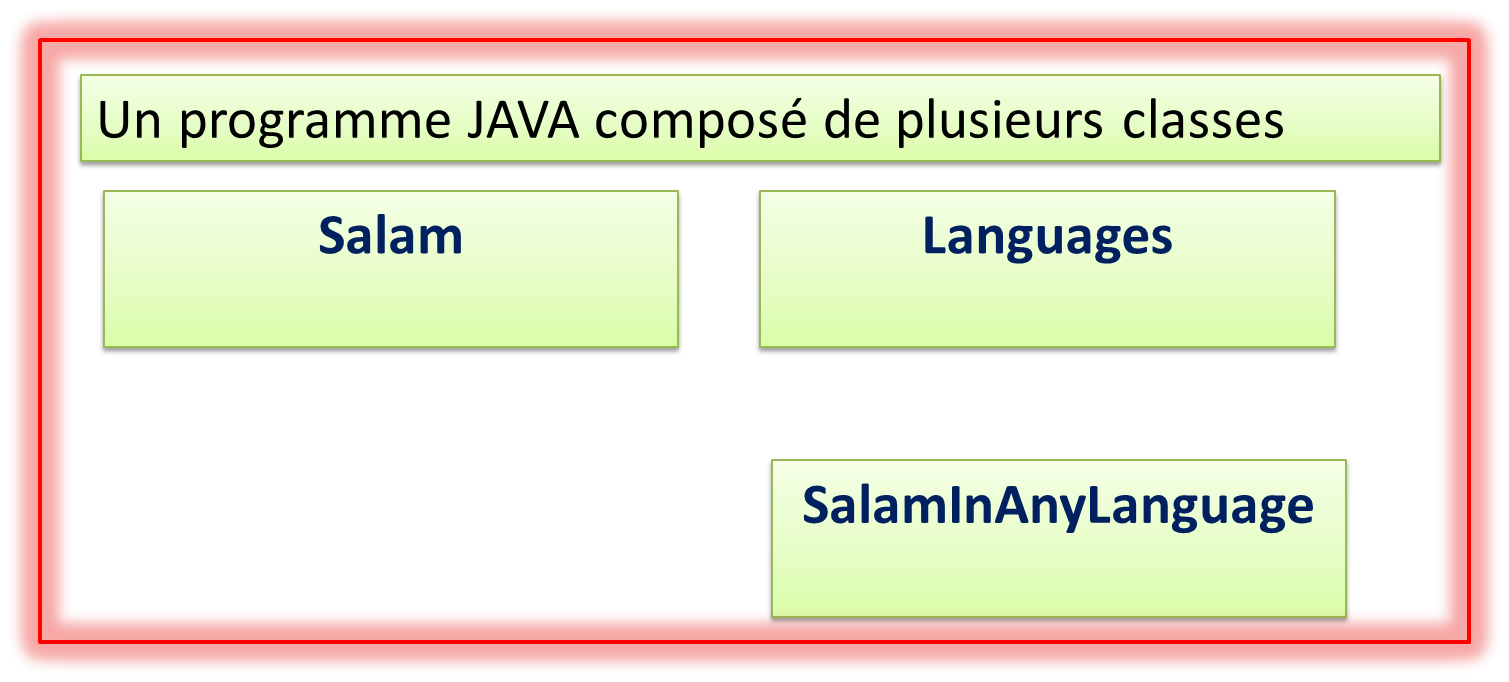 Un programme JAVA composé de plusieurs classes
Salam
Languages
SalamInAnyLanguage